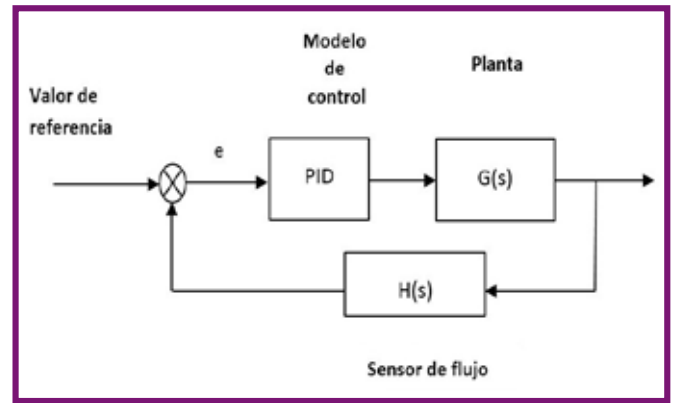 Modelo
de
control
Planta
Valor de
referencia
e
PID
G(s)
H(s)
Sensor de flujo